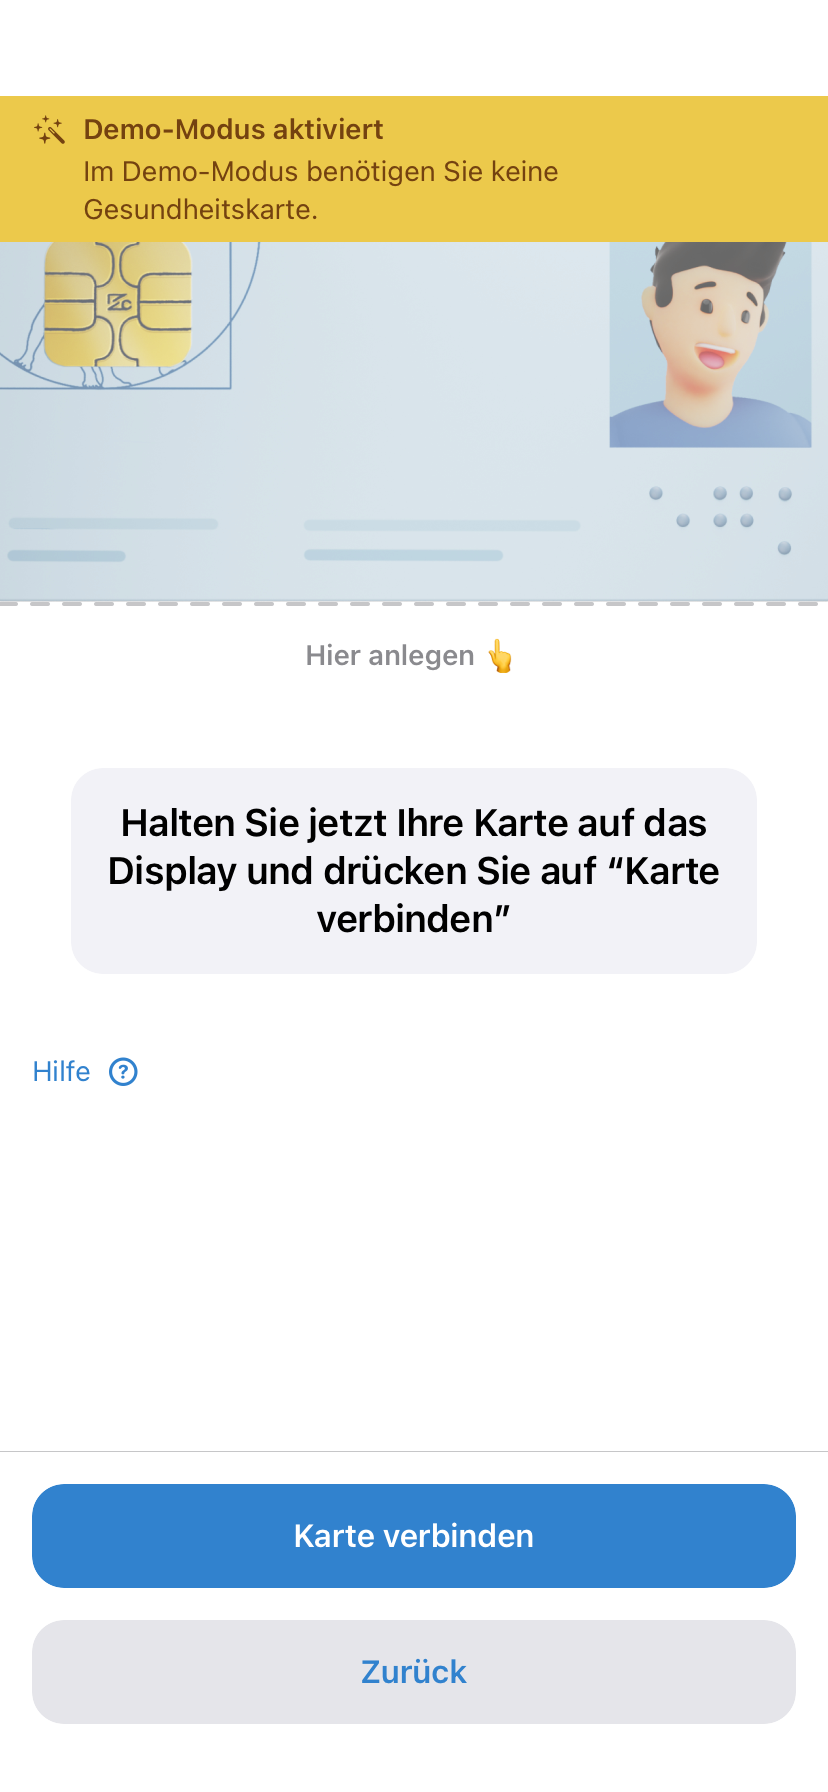 Demo-Modus aktiviert
Im Demo-Modus benötigen Sie keine
Gesundheitskarte.
Hier anlegen 👆
Halten Sie jetzt Ihre Karte auf das
Display und drücken Sie auf “Karte
verbinden”
Hilfe
Karte verbinden
Zurück